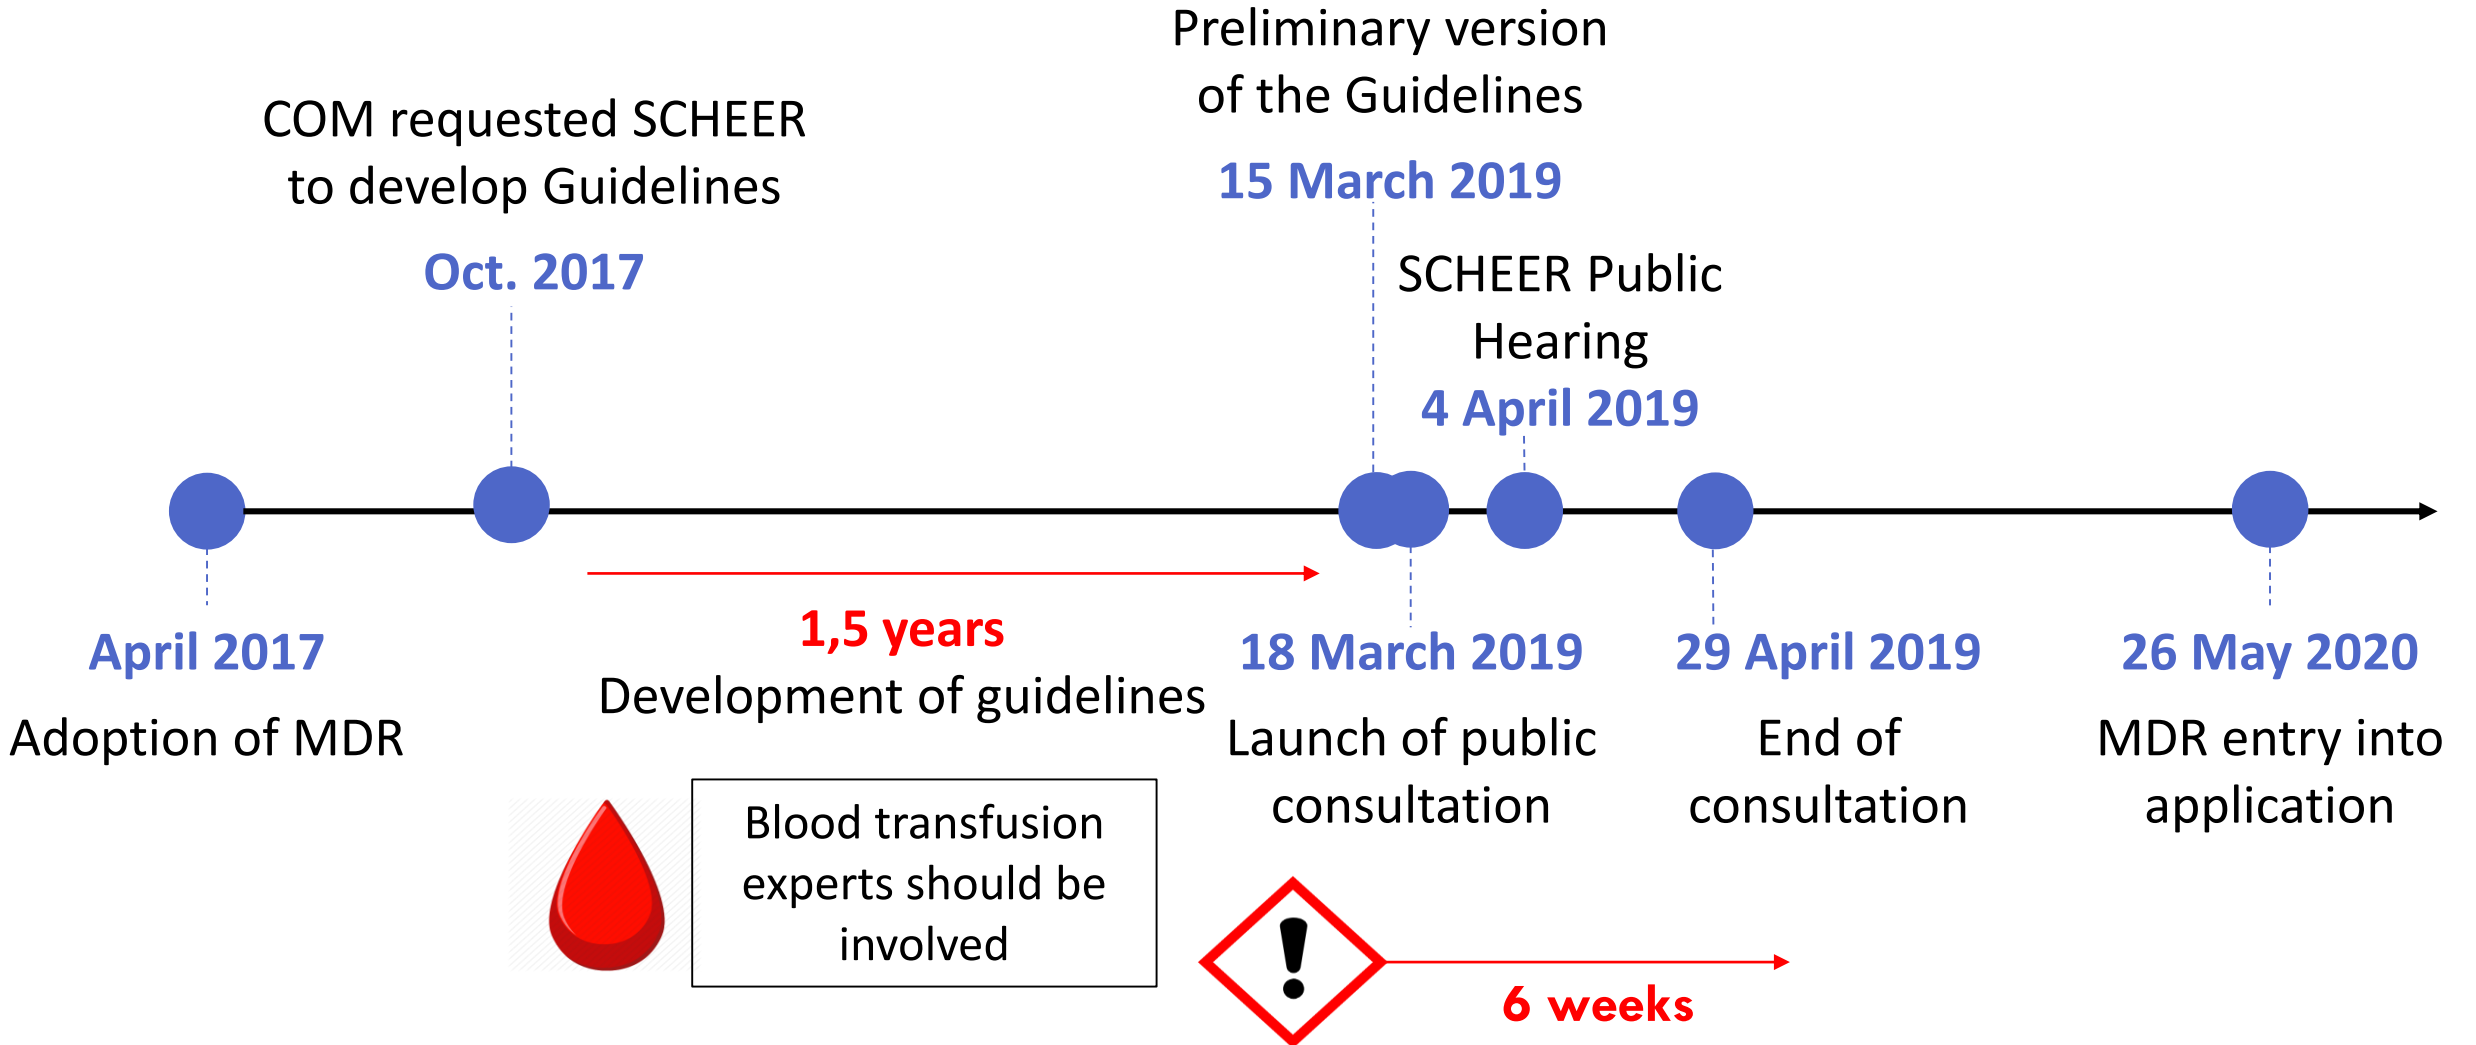 Preliminary version
of the Guidelines
15 March 2019
COM requested SCHEER
to develop Guidelines
Oct. 2017
SCHEER Public
Hearing
4 April 2019
April 2017
Adoption of MDR
1,5 years
Development of guidelines
18 March 2019
Launch of public
consultation
29 April 2019
End of
consultation
26 May 2020
MDR entry into
application
Blood transfusion
experts should be
involved
!
6 weeks